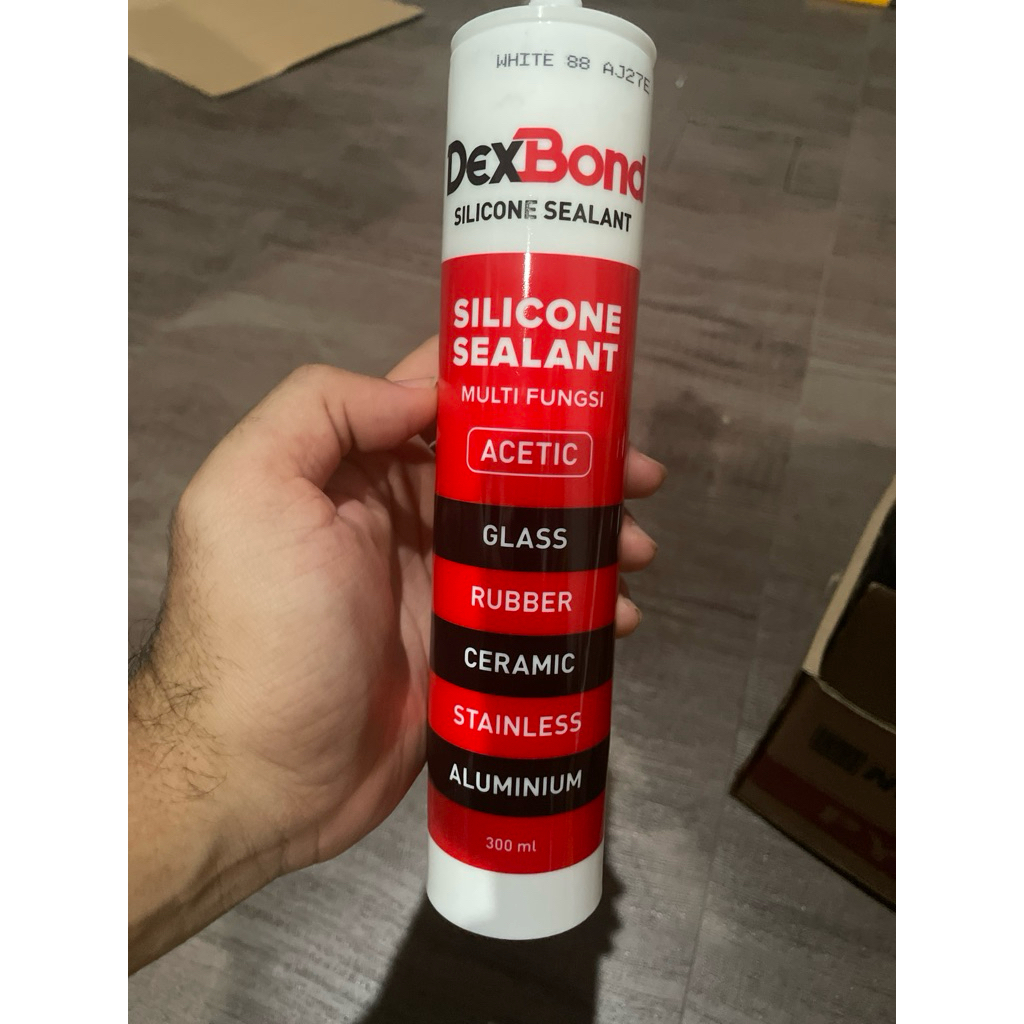 WHITE 88 AJ27E
DexBond
SILICONE SEALANT
SILICONE
SEALANT
MULTI FUNGSI
ACETIC
GLASS
RUBBER
CERAMIC
STAINLESS
ALUMINIUM
300 ml